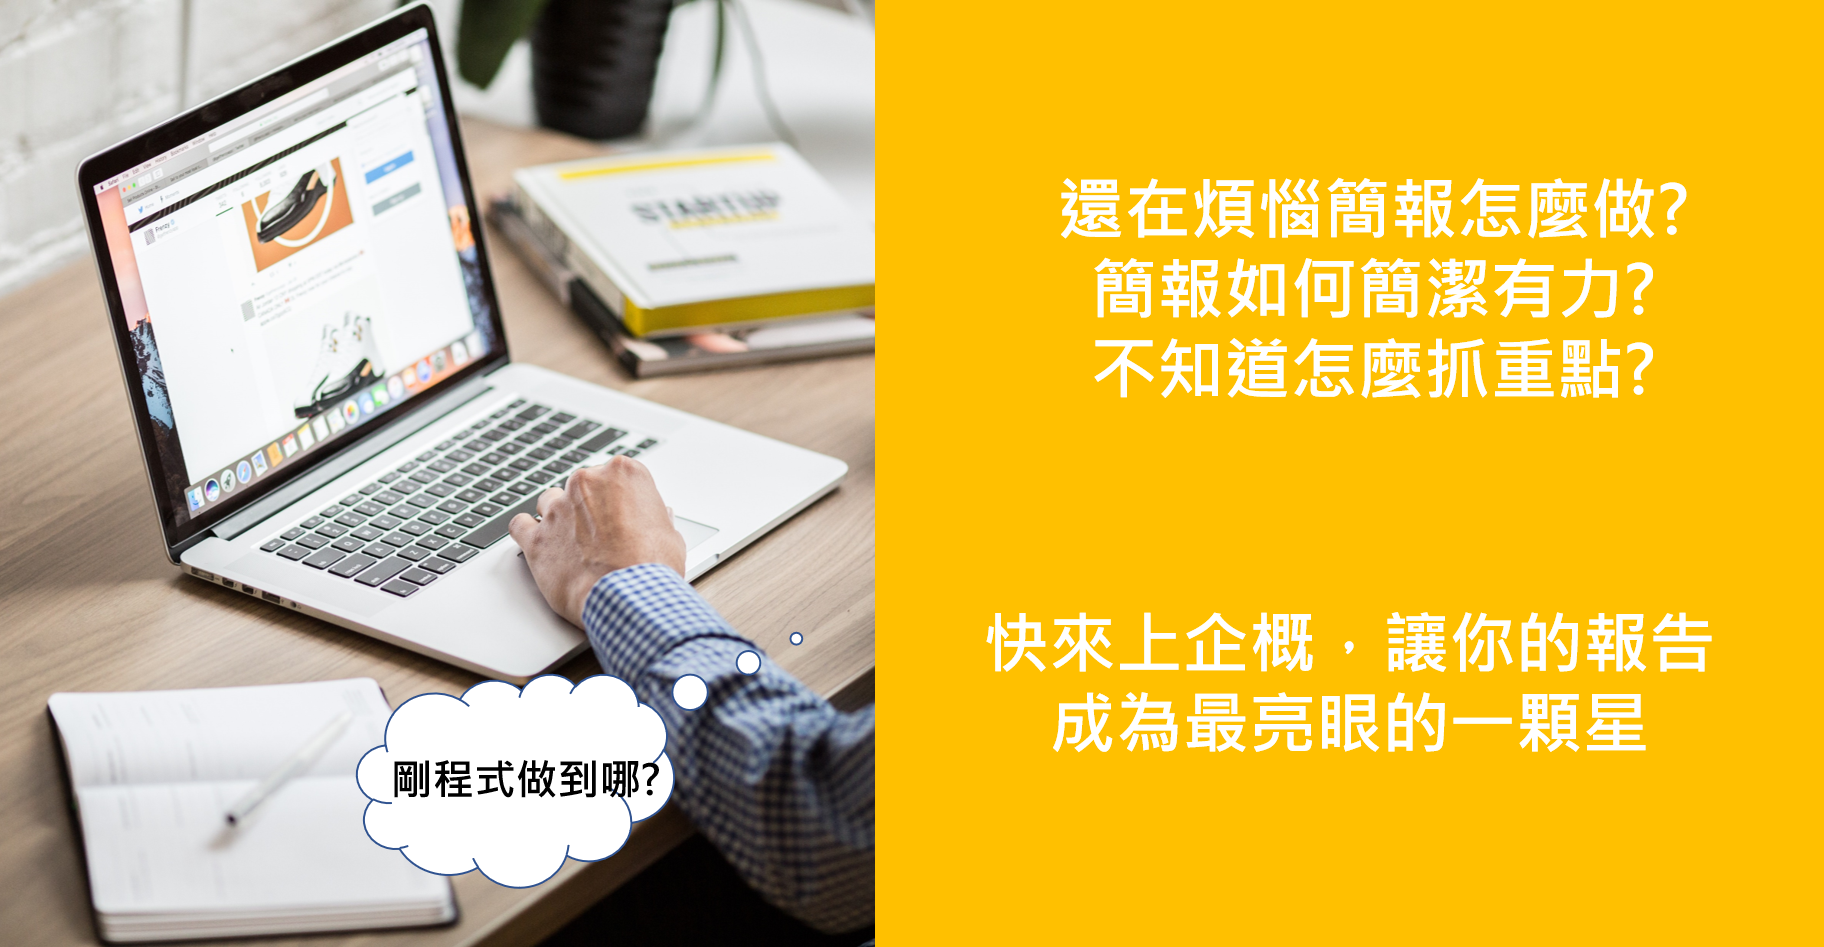 STARTUP
剛程式做到哪?
還在煩惱簡報怎麼做?
簡報如何簡潔有力?
不知道怎麼抓重點?
快來上企概，讓你的報告
成為最亮眼的一顆星